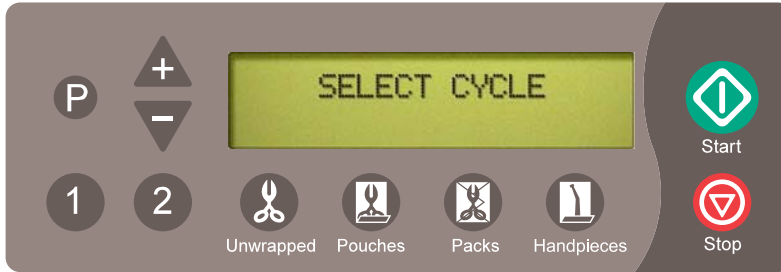 P
+
−
SELECT CYCLE
Start
1
2
Unwrapped
Pouches
Packs
Handpieces
Stop